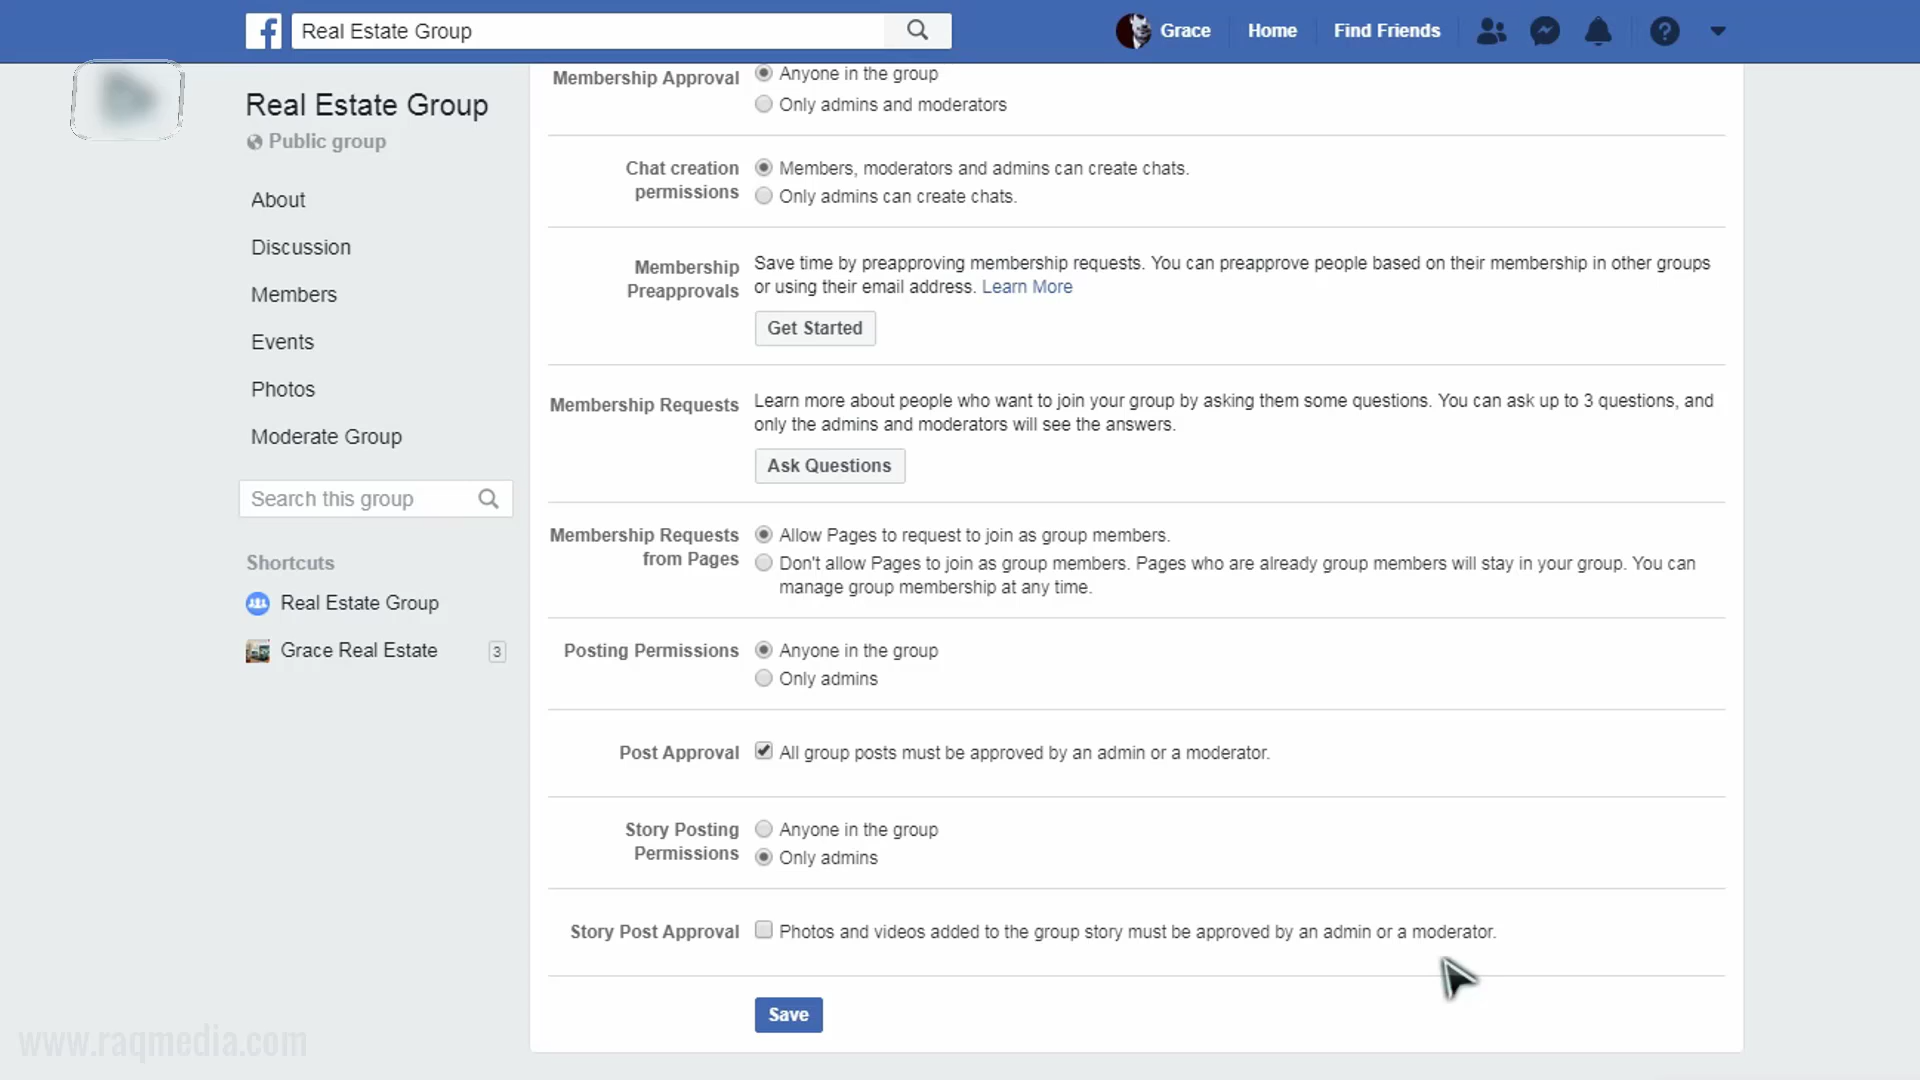 Real Estate Group
Grace
Home
Find Friends
Real Estate Group
Public group
About
Discussion
Members
Events
Photos
Moderate Group
Search this group
Shortcuts
Real Estate Group
Grace Real Estate
3
Membership Approval
Anyone in the group
Only admins and moderators
Chat creation
permissions
Members, moderators and admins can create chats.
Only admins can create chats.
Membership
Preapprovals
Save time by preapproving membership requests. You can preapprove people based on their membership in other groups
or using their email address. Learn More
Get Started
Membership Requests
Learn more about people who want to join your group by asking them some questions. You can ask up to 3 questions, and
only the admins and moderators will see the answers.
Ask Questions
Membership Requests
from Pages
Allow Pages to request to join as group members.
Don't allow Pages to join as group members. Pages who are already group members will stay in your group. You can
manage group membership at any time.
Posting Permissions
Anyone in the group
Only admins
Post Approval
All group posts must be approved by an admin or a moderator.
Story Posting
Permissions
Anyone in the group
Only admins
Story Post Approval
Photos and videos added to the group story must be approved by an admin or a moderator.
Save
www.raqmedia.com